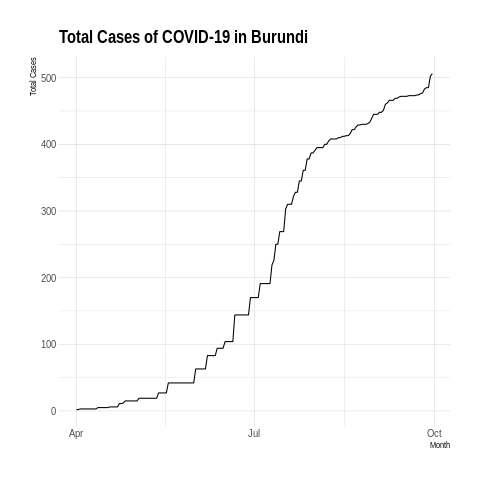 Total Cases of COVID-19 in Burundi
Total Cases
500
400
300
200
100
0
Apr
Jul
Oct
Month